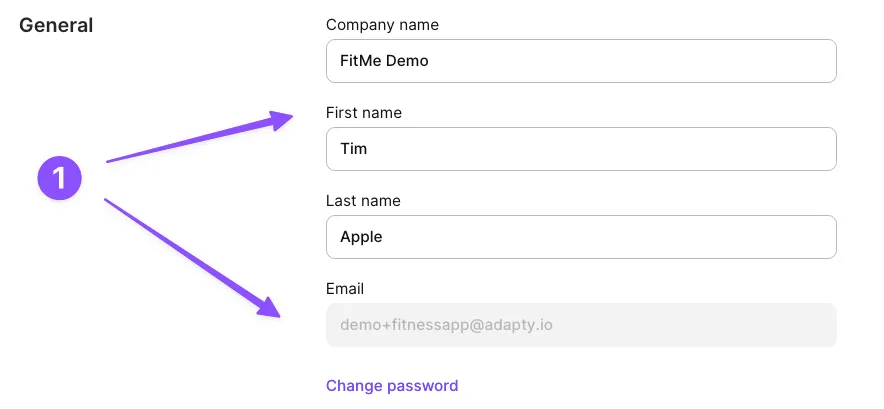 General
Company name
FitMe Demo
First name
Tim
1
Last name
Apple
Email
demo+fitnessapp@adapty.io
Change password